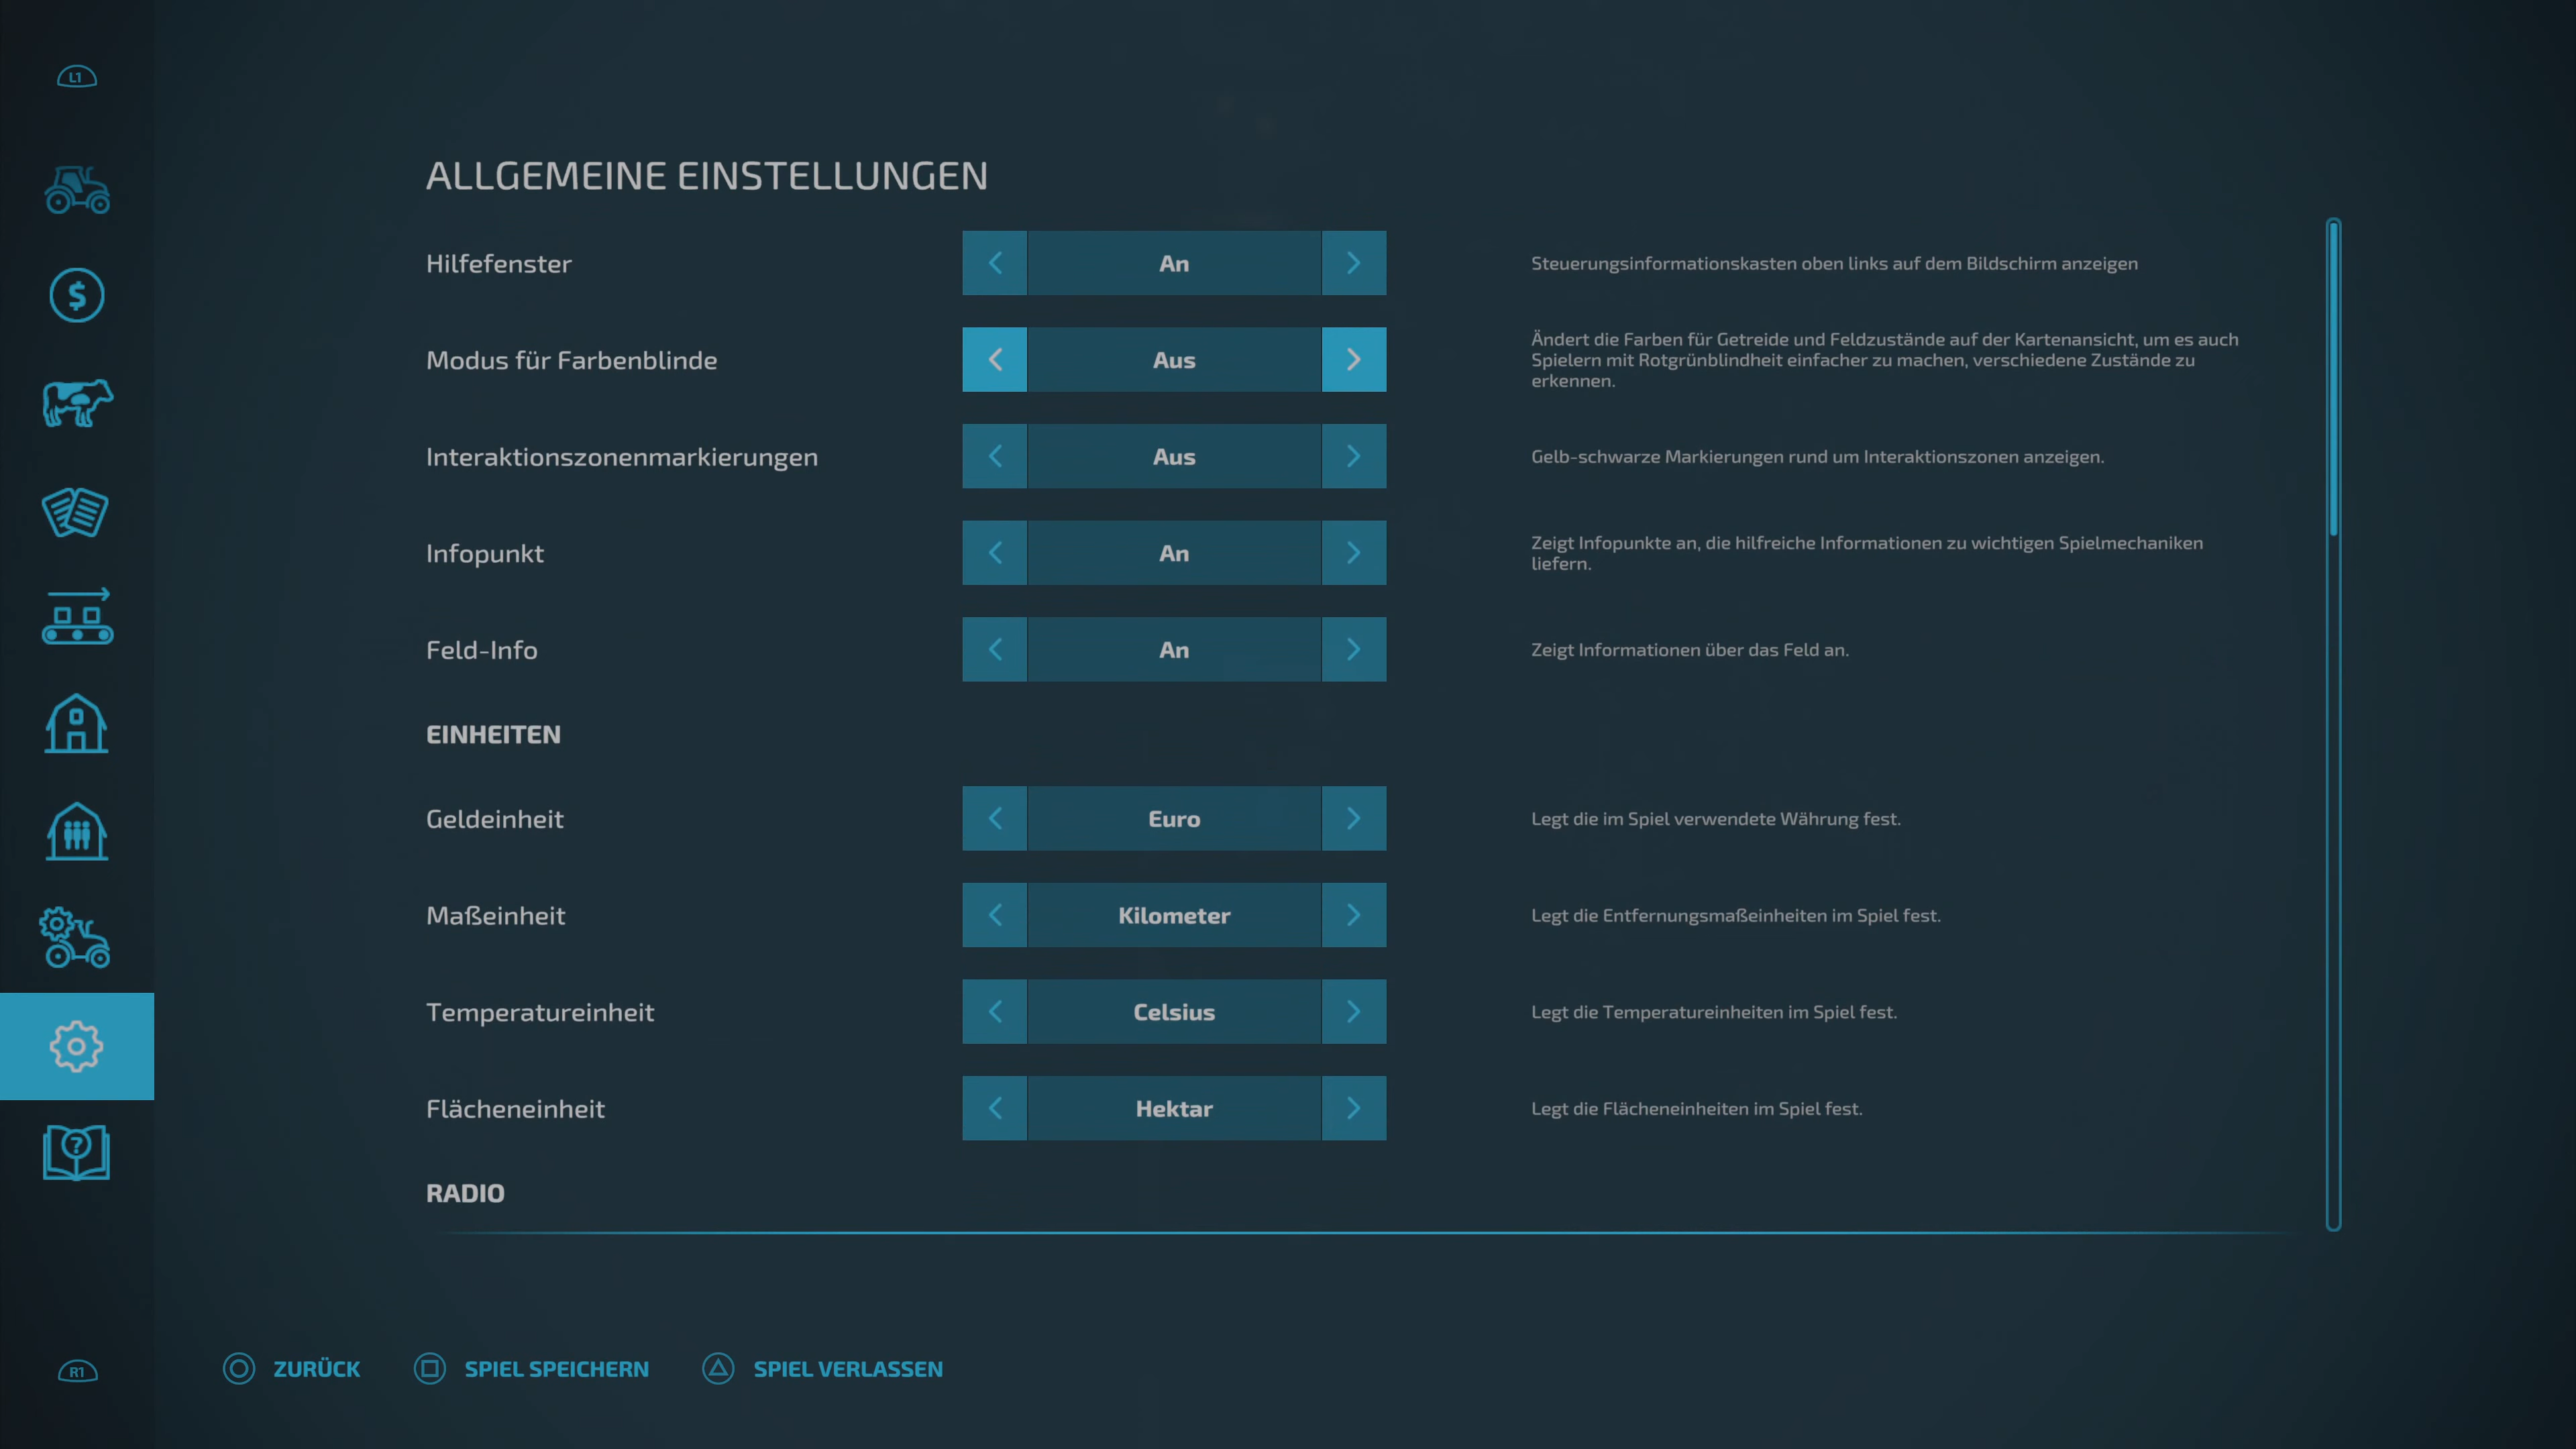 L1
ALLGEMEINE EINSTELLUNGEN
Hilfefenster
An
Steuerungsinformationskasten oben links auf dem Bildschirm anzeigen
Modus für Farbenblinde
Aus
Ändert die Farben für Getreide und Feldzustände auf der Kartenansicht, um es auch
Spielern mit Rotgrünblindheit einfacher zu machen, verschiedene Zustände zu
erkennen.
Interaktionszonenmarkierungen
Aus
Gelb-schwarze Markierungen rund um Interaktionszonen anzeigen.
Infopunkt
An
Zeigt Infopunkte an, die hilfreiche Informationen zu wichtigen Spielmechaniken
liefern.
Feld-Info
An
Zeigt Informationen über das Feld an.
EINHEITEN
Geldeinheit
Euro
Legt die im Spiel verwendete Währung fest.
Maßeinheit
Kilometer
Legt die Entfernungsmaßeinheiten im Spiel fest.
Temperatureinheit
Celsius
Legt die Temperatureinheiten im Spiel fest.
Flächeneinheit
Hektar
Legt die Flächeneinheiten im Spiel fest.
RADIO
R1
ZURÜCK
SPIEL SPEICHERN
SPIEL VERLASSEN